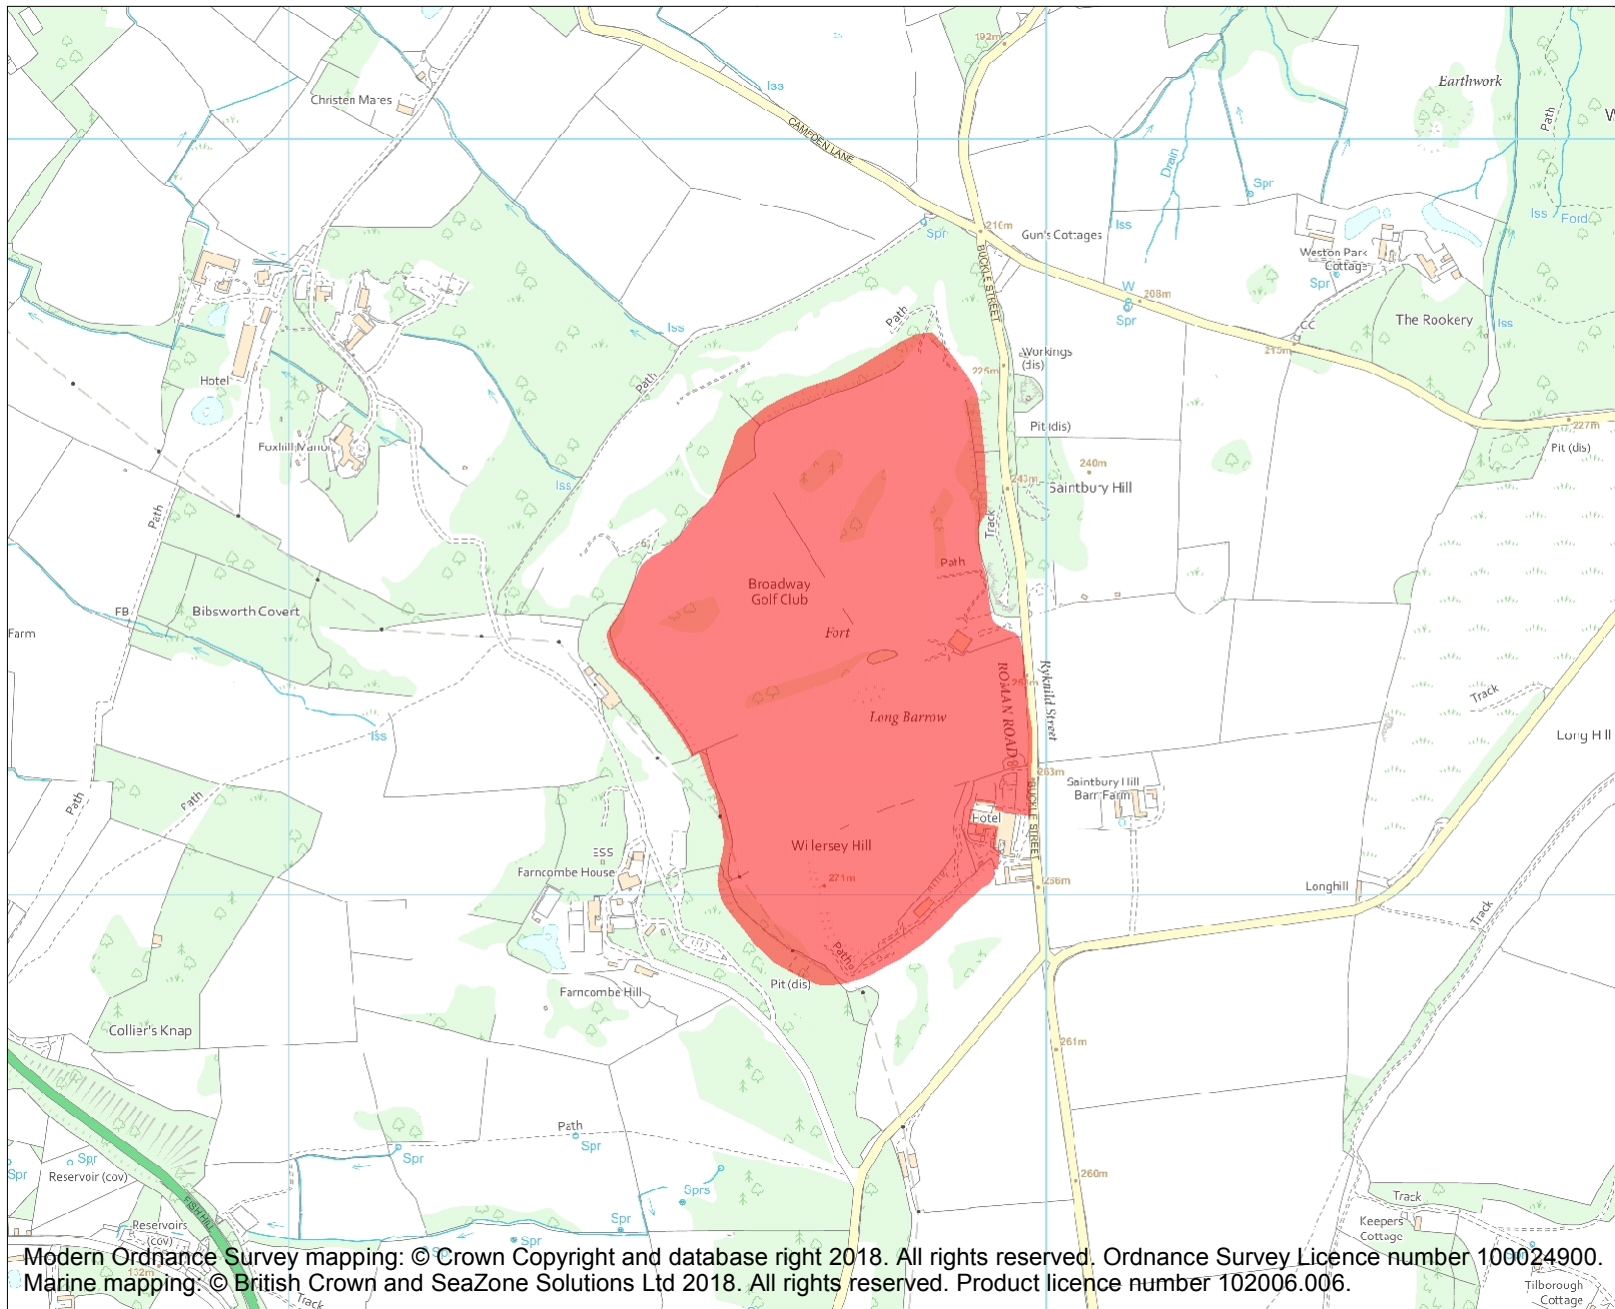 192m
Earthwork
Iss
Christen Mares
Path
CAMPDEN LANE
Drain
Spr
Iss
Ford
Spr
210m
Iss
Gun's Cottages
BUCKLE STREET
Weston Park
Cottage
Spr
W
208m
Spr
Path
The Rookery
Iss
CC
215m
Iss
Workings
(dis)
225m
Path
Hotel
227m
Pit (dis)
Pit (dis)
Foxhill Manor
240m
243m
Saintbury Hill
Iss
Path
Track
Path
Broadway
Golf Club
FB
Bibsworth Covert
Farm
Fort
ROMAN ROAD
Ryknild Street
Track
Long Barrow
Iss
Long Hill
263m
Saintbury Hill
Barn Farm
Path
Path
Hotel
BUCKLE STREET
Willersey Hill
ESS
Farncombe House
271m
266m
Longhill
Track
Path
Pit (dis)
Farncombe Hill
Collier's Knap
261m
Path
Spr
Spr
Spr
Spr
Reservoir (cov)
260m
Sprs
FISH HILL
Track
Spr
Reservoirs
(cov)
Keepers
Cottage
Spr
Modern Ordnance Survey mapping: © Crown Copyright and database right 2018. All rights reserved. Ordnance Survey Licence number 100024900.
132m
Marine mapping: © British Crown and SeaZone Solutions Ltd 2018. All rights reserved. Product licence number 102006.006.
Track
Tilborough
Cottage